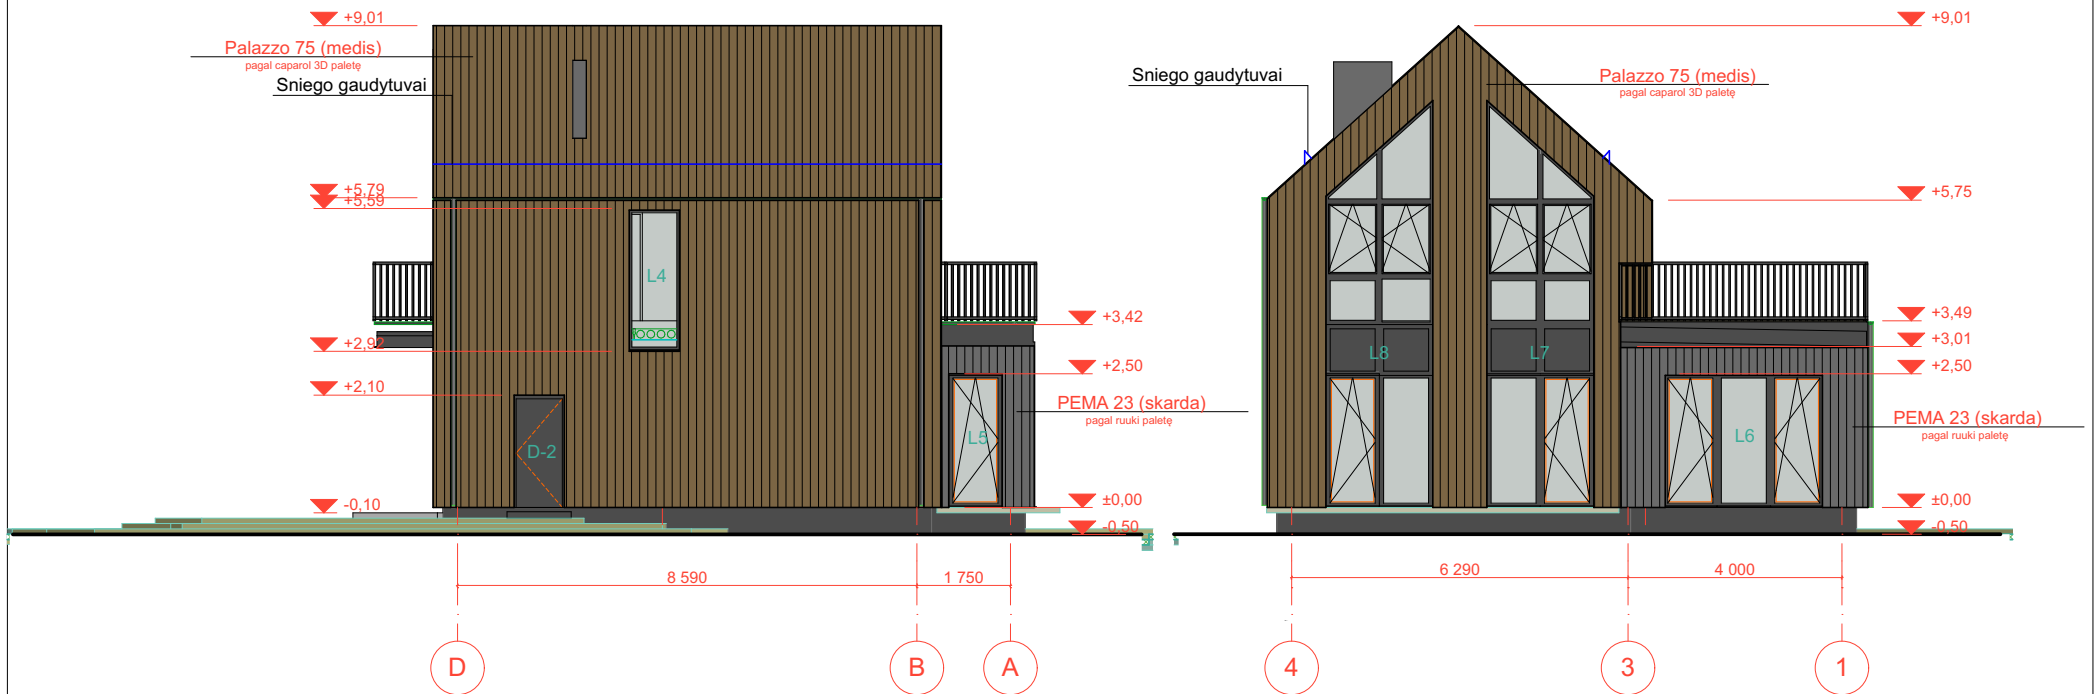 +9,01
Palazzo 75 (medis)
pagal caparol 3D paletę
Sniego gaudytuvai
+5,79
+5,59
L4
+3,42
+2,92
+2,50
+2,10
PEMA 23 (skarda)
pagal ruuki paletę
L5
D-2
-0,10
±0,00
-0,50
8 590
1 750
D
B
A
+9,01
Sniego gaudytuvai
Palazzo 75 (medis)
pagal caparol 3D paletę
+5,75
+3,49
+3,01
L8
L7
+2,50
PEMA 23 (skarda)
pagal ruuki paletę
L6
±0,00
-0,50
6 290
4 000
4
3
1